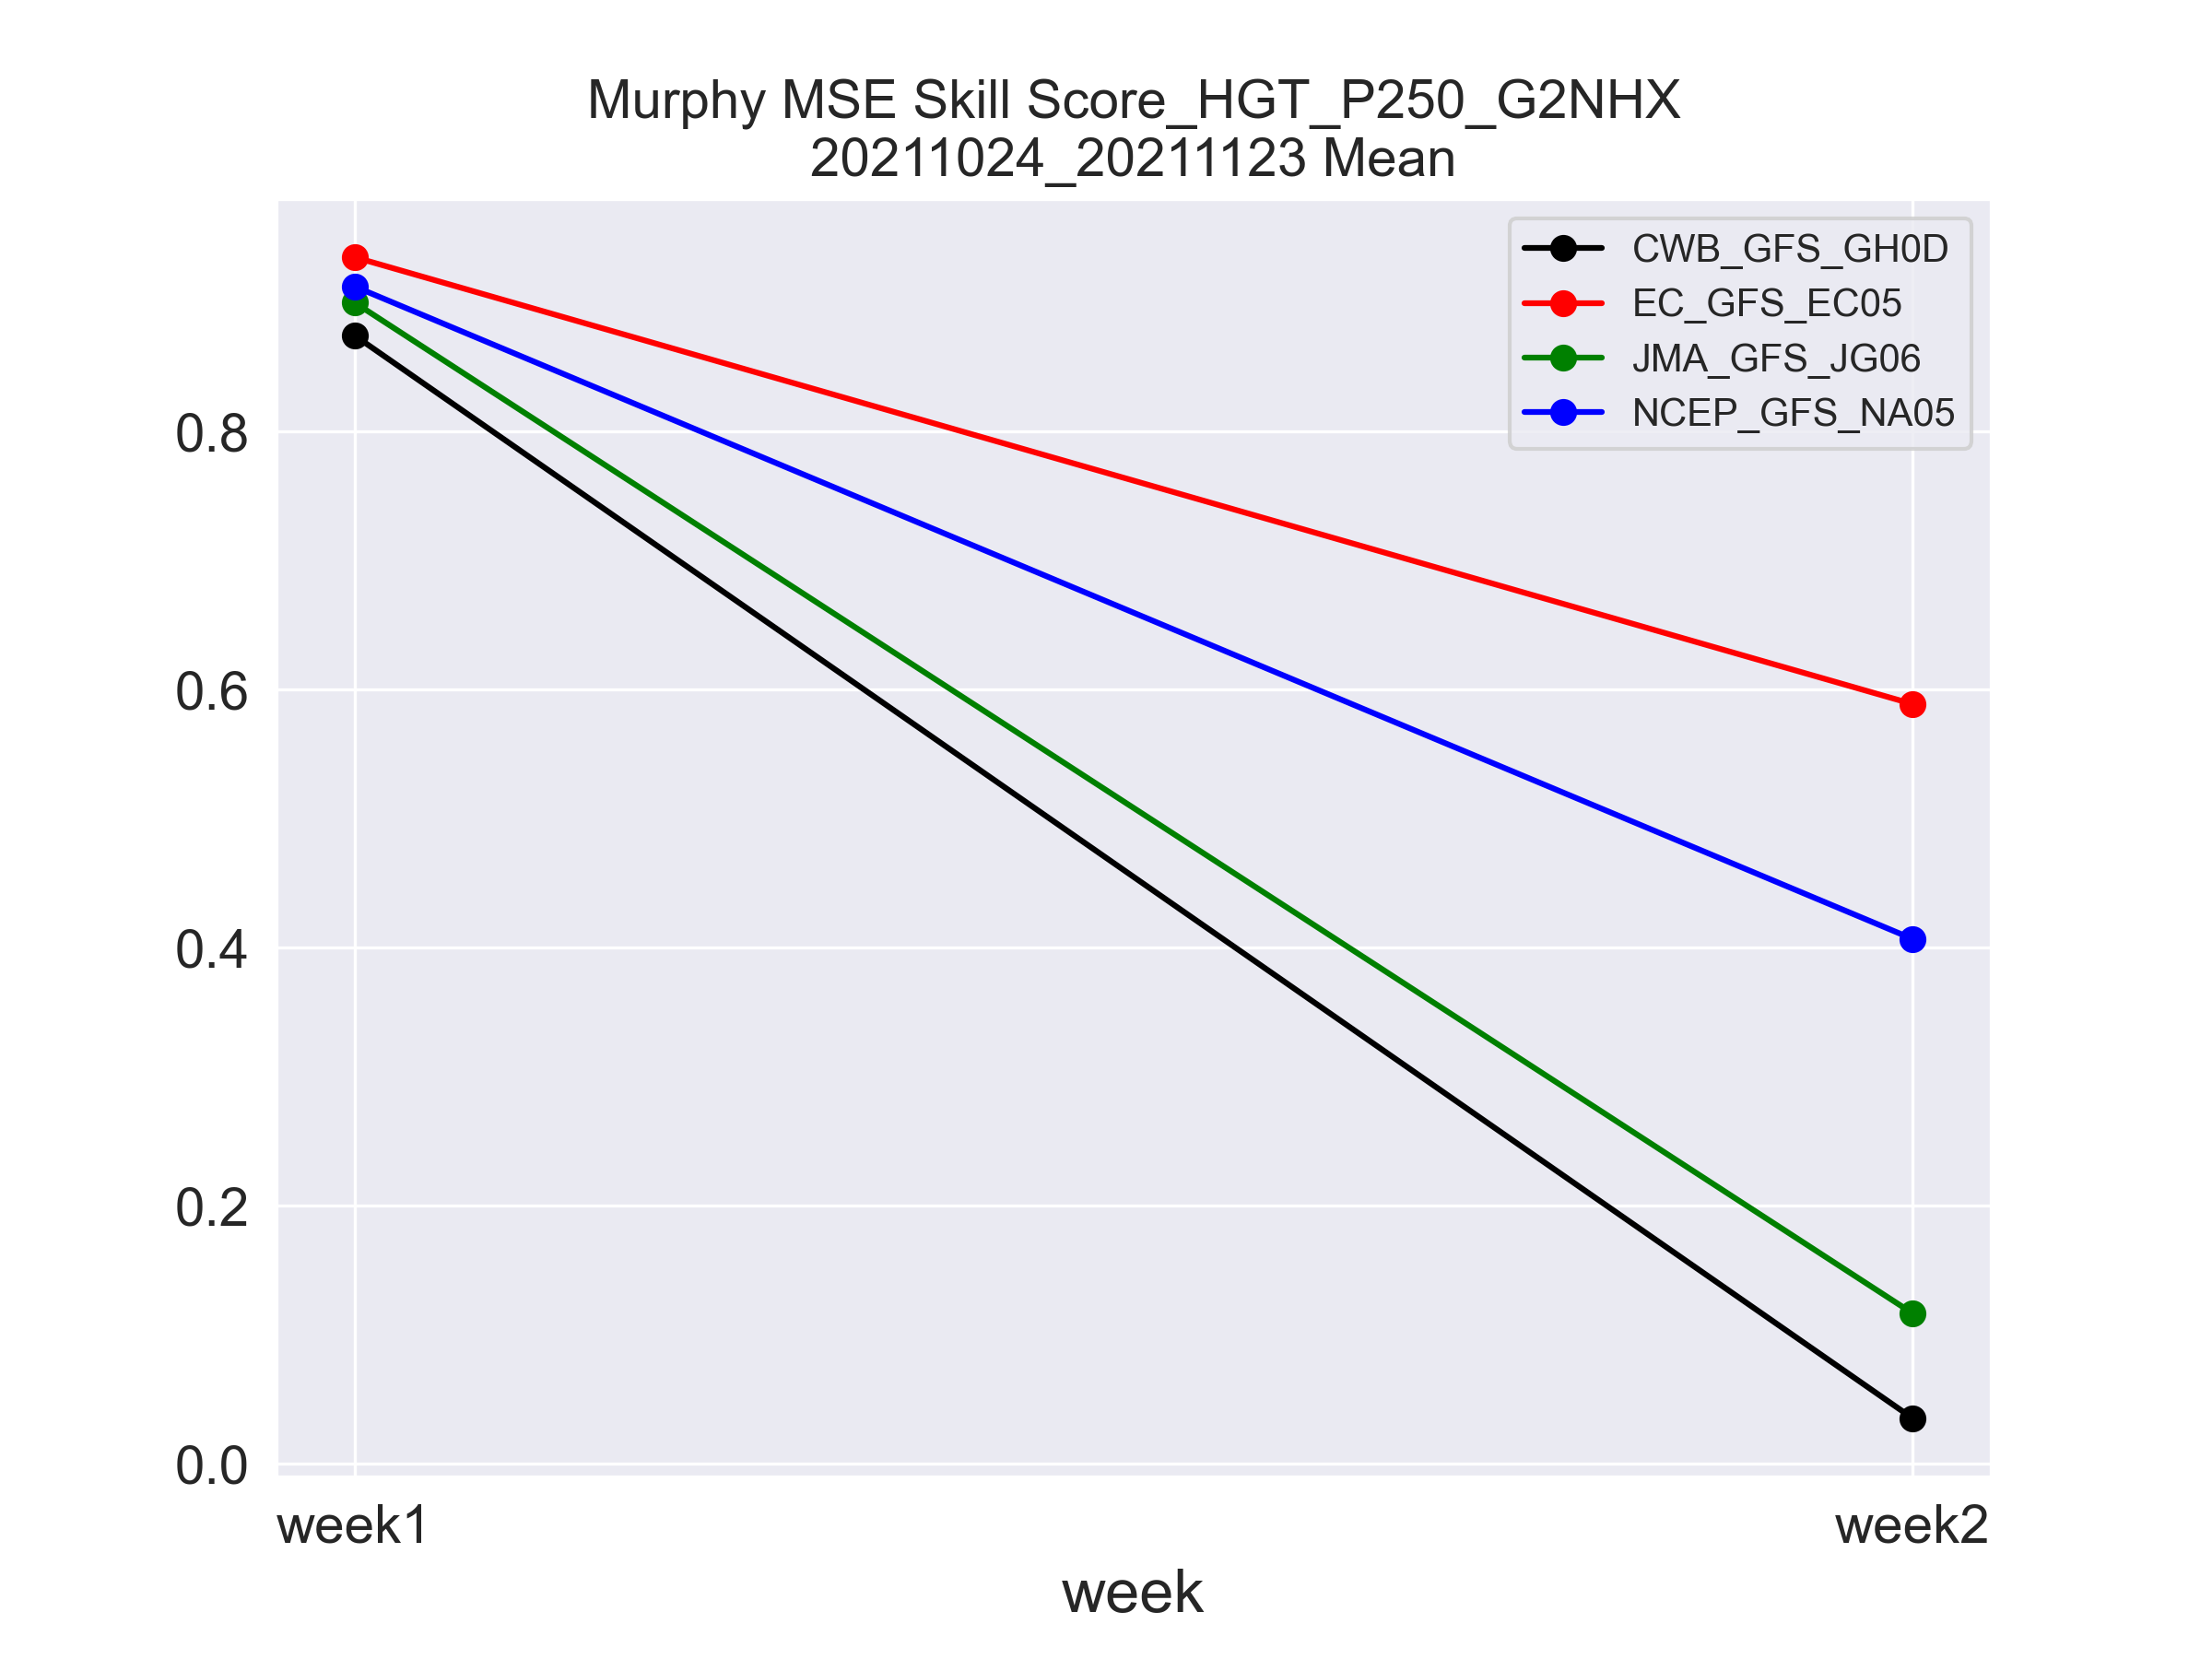 Murphy MSE Skill Score_HGT_P250_G2NHX
20211024_20211123 Mean
CWB_GFS_GH0D
EC_GFS_EC05
JMA_GFS_JG06
NCEP_GFS_NA05
0.8
0.6
0.4
0.2
0.0
week1
week2
week